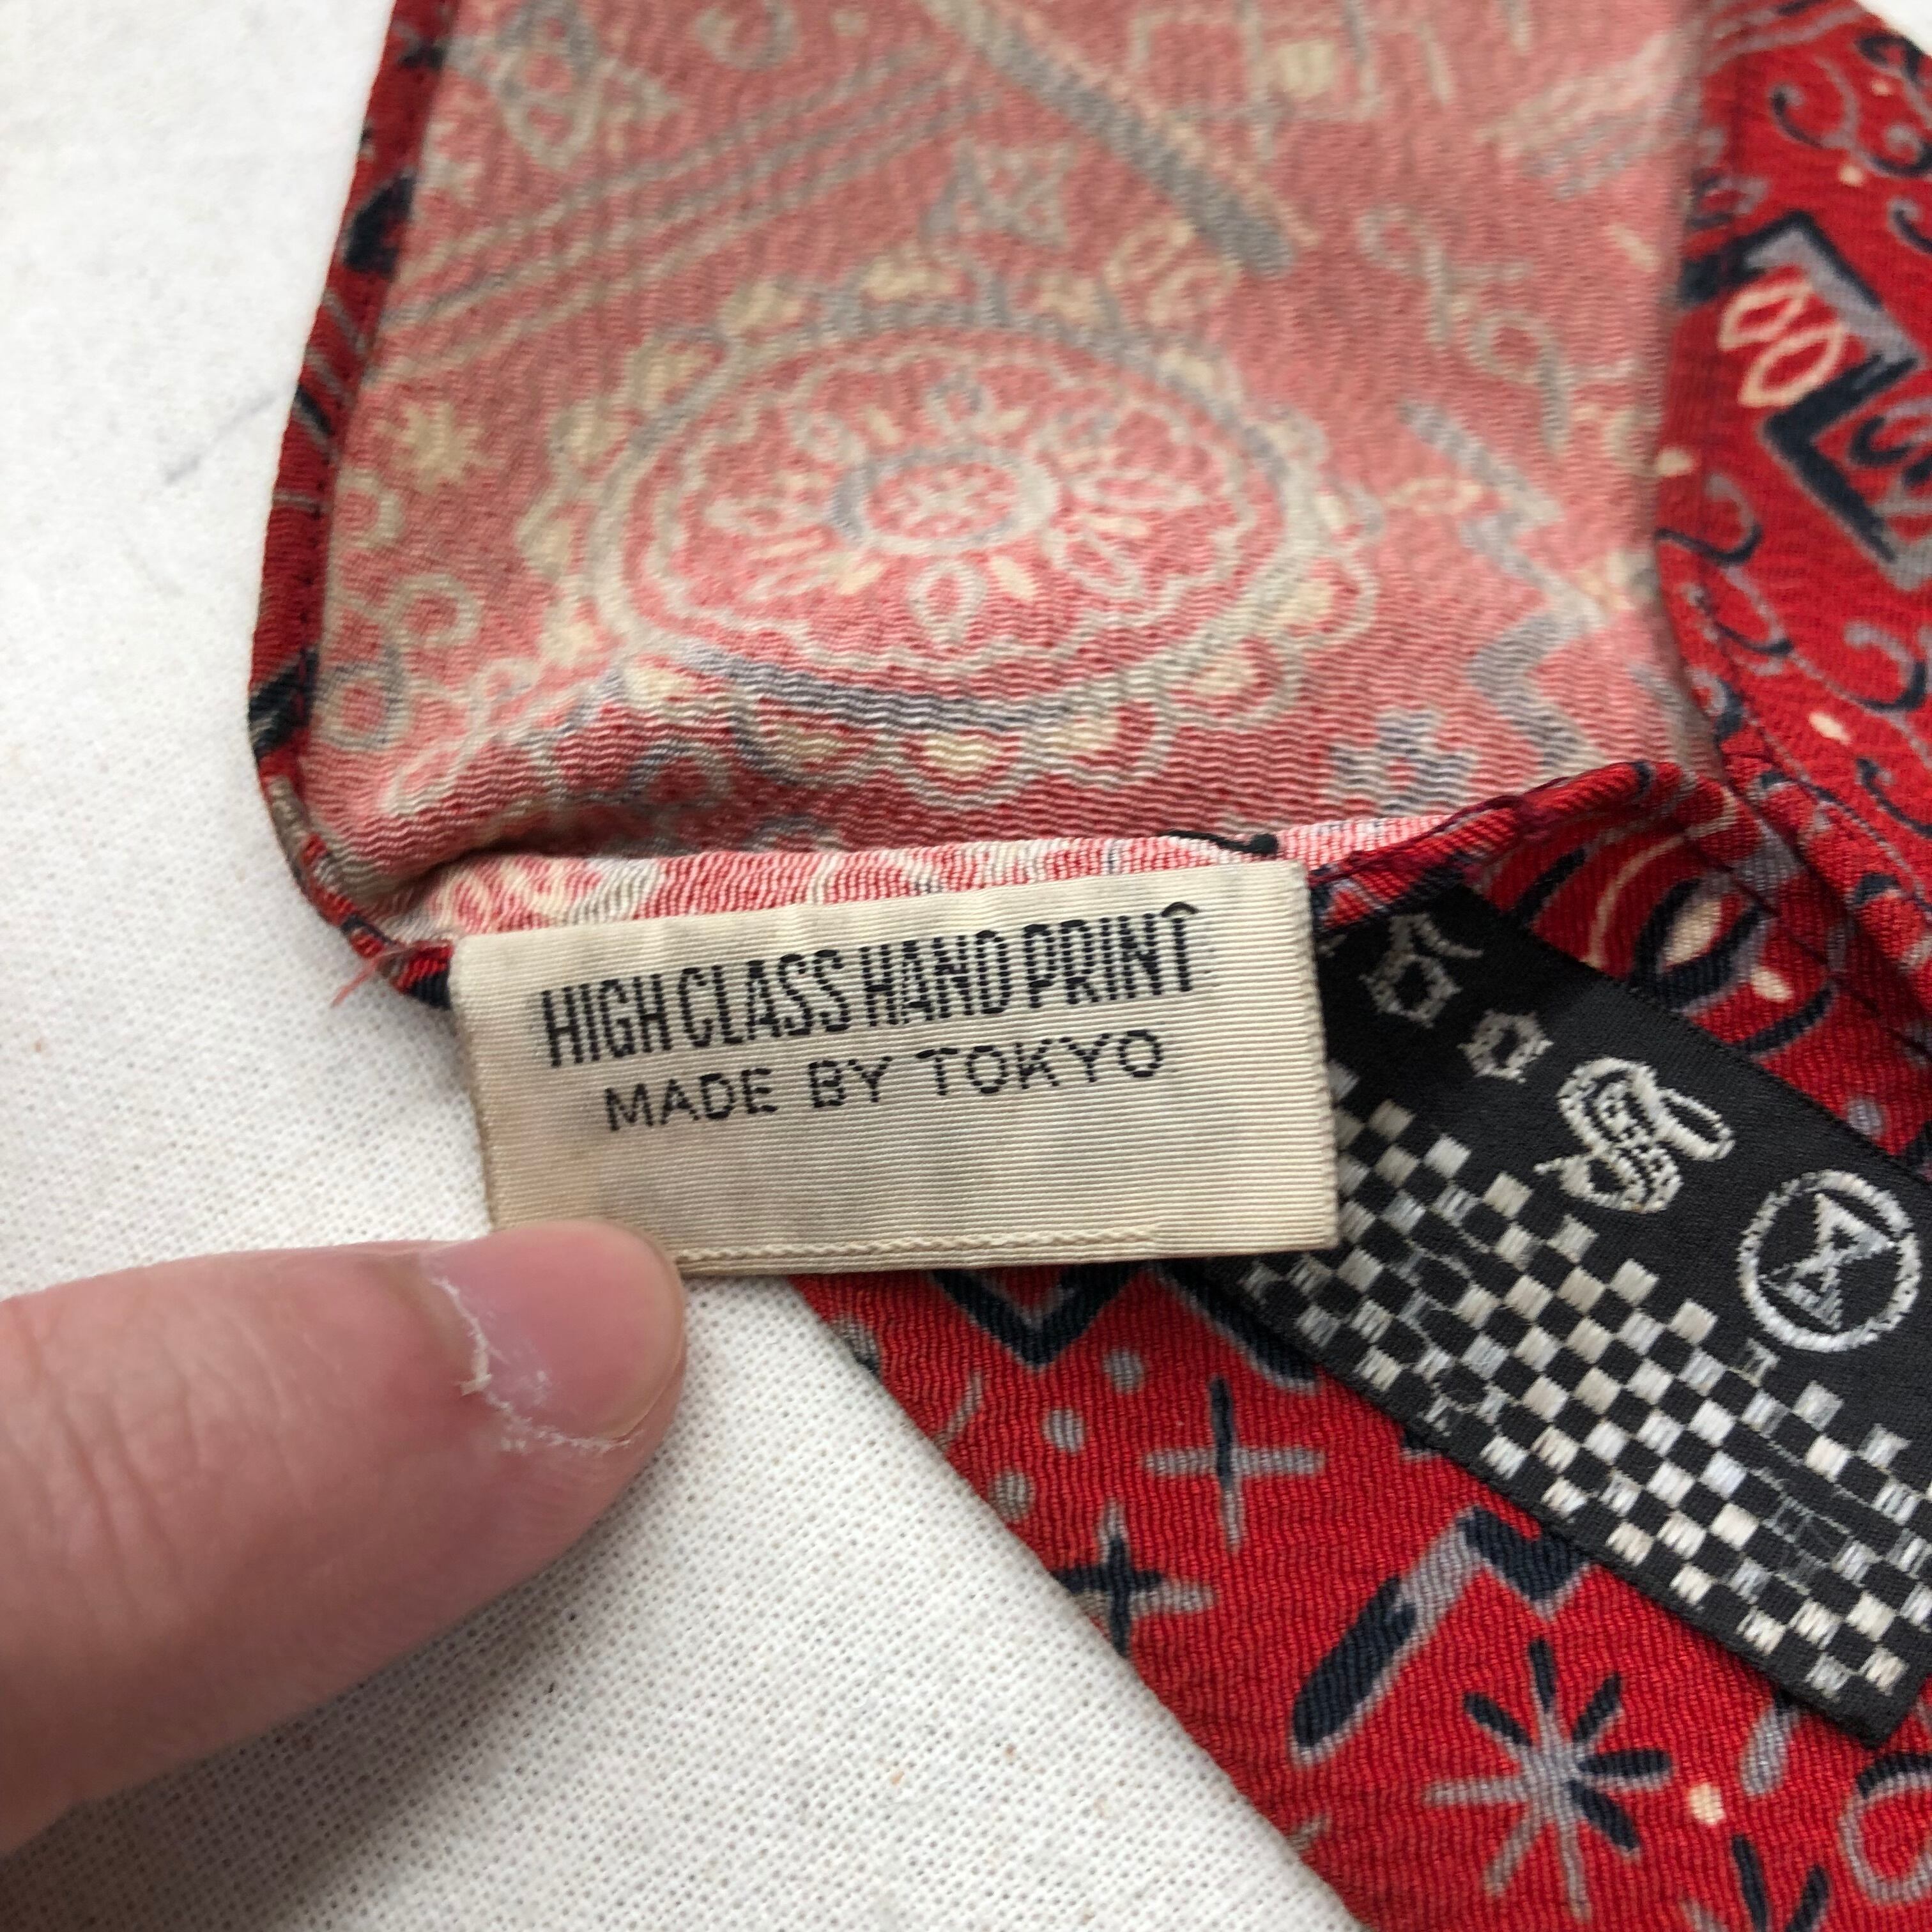 HIGH CLASS HAND PRINT
MADE BY TOKYO